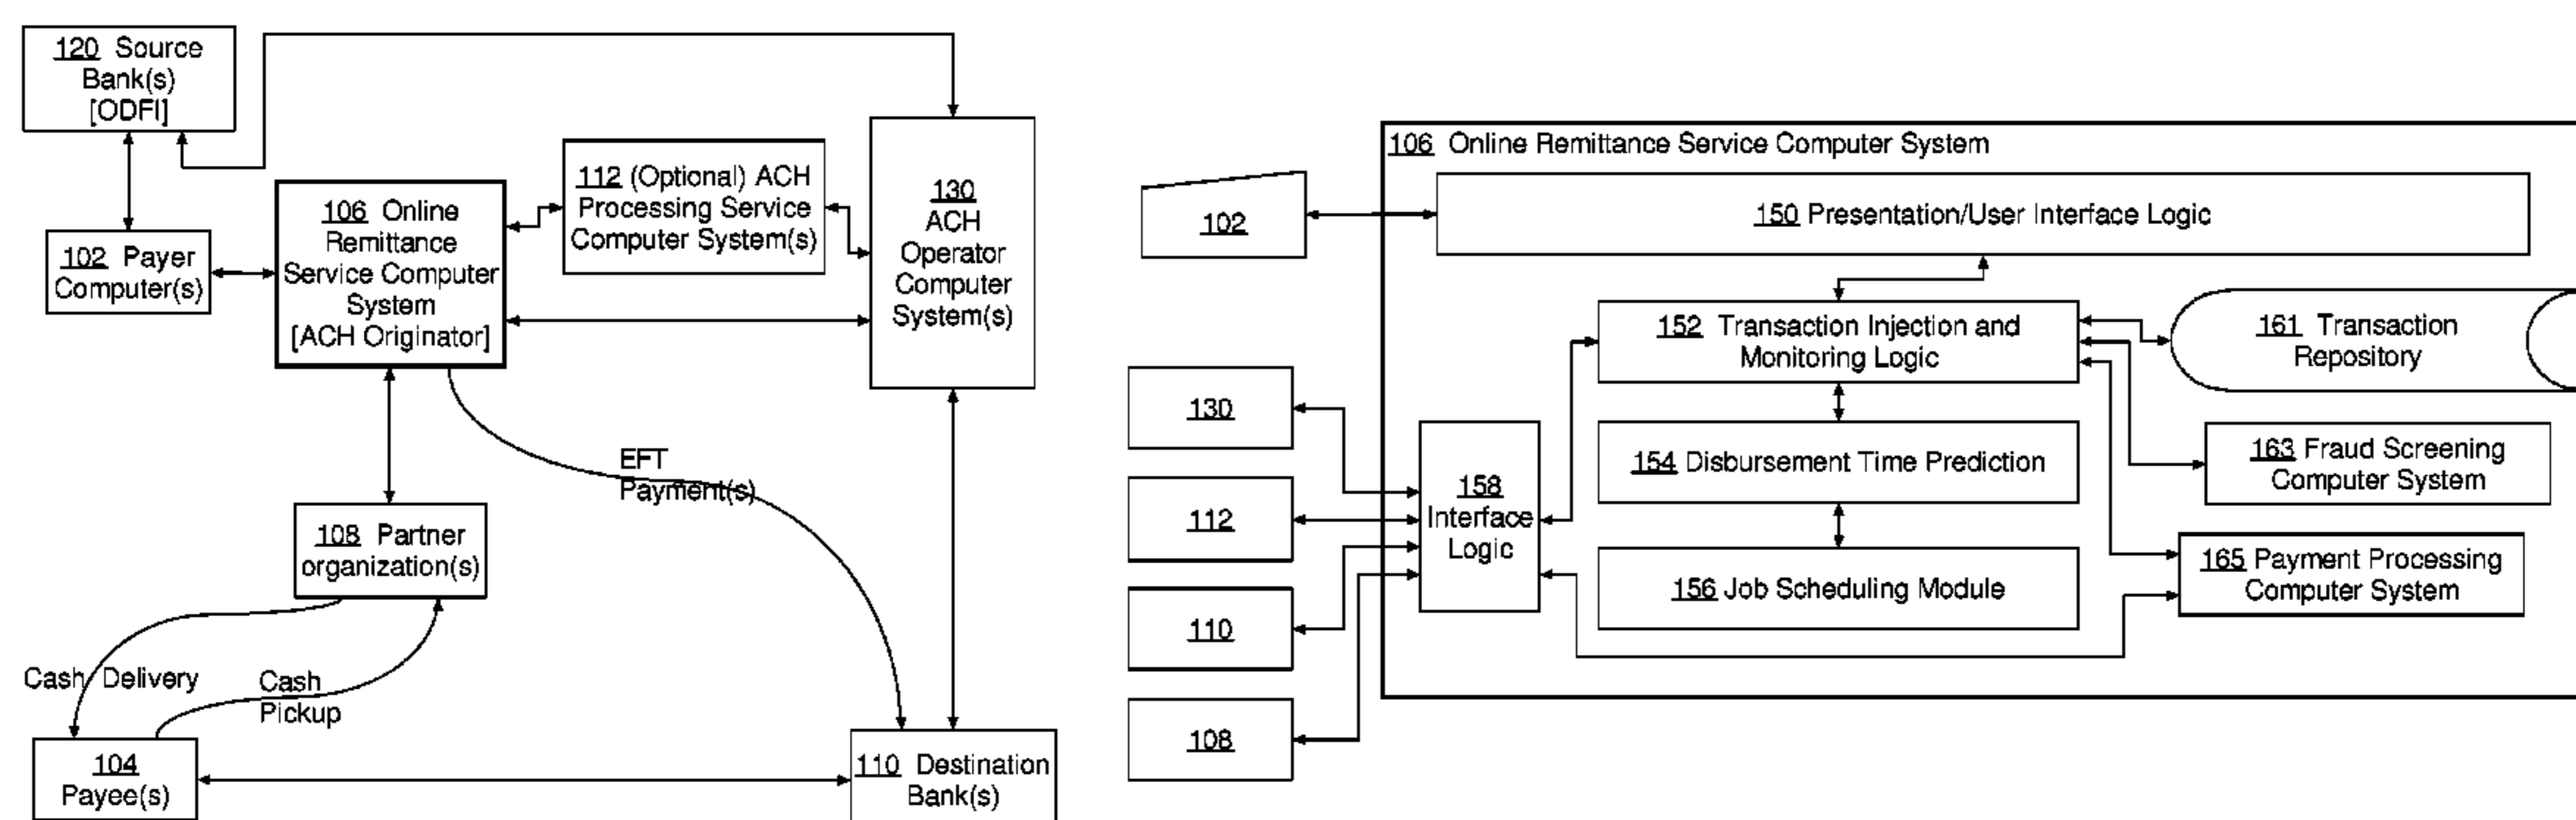 120 Source
Bank(s)
[ODFI]
102 Payer
Computer(s)
106 Online
Remittance
Service Computer
System
[ACH Originator]
112 (Optional) ACH
Processing Service
Computer System(s)
130
ACH
Operator
Computer
System(s)
EFT
Payment(s)
108 Partner
organization(s)
Cash Delivery
Cash
Pickup
104
Payee(s)
110 Destination
Bank(s)
106 Online Remittance Service Computer System
102
150 Presentation/User Interface Logic
152 Transaction Injection and
Monitoring Logic
161 Transaction
Repository
130
154 Disbursement Time Prediction
163 Fraud Screening
Computer System
158
Interface
Logic
112
156 Job Scheduling Module
165 Payment Processing
Computer System
110
108